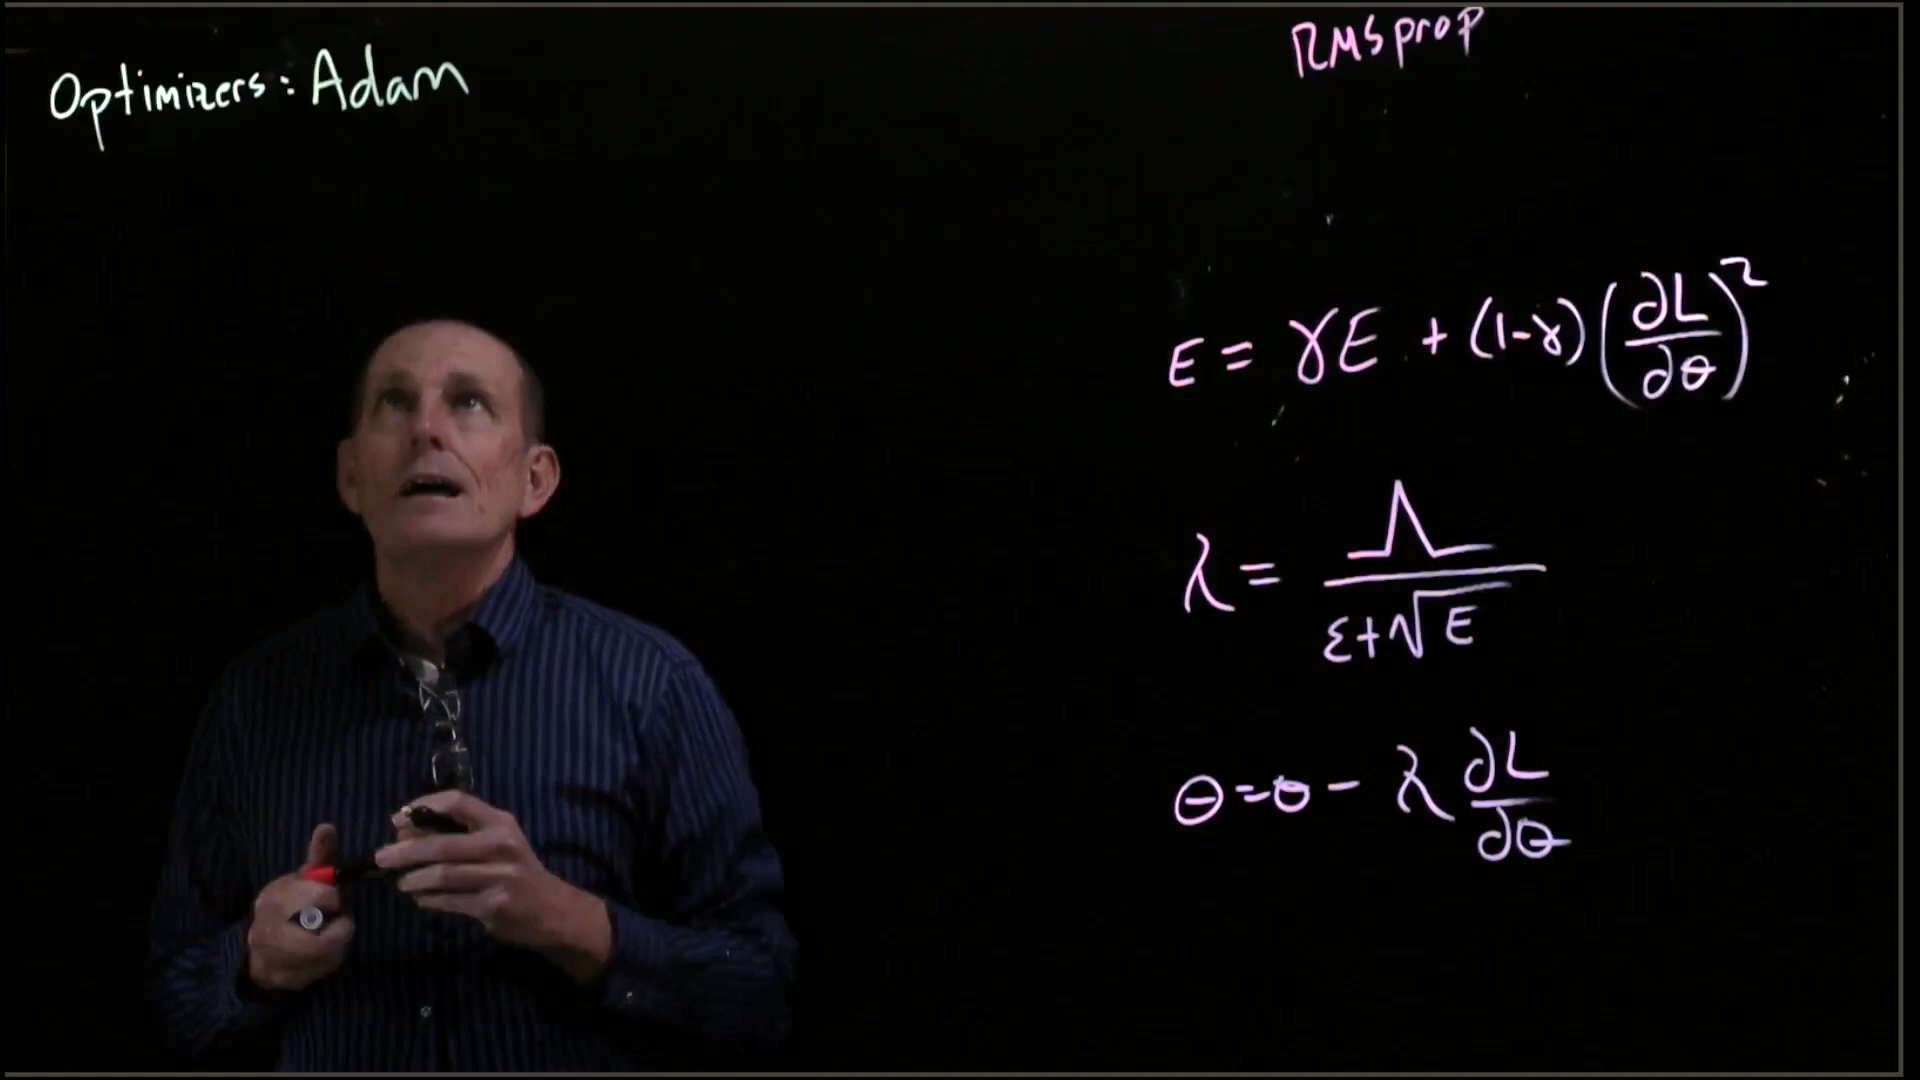 Optimizers: Adam
RMSprop
E = γE + (1-γ) (∂L/∂θ)²
λ = Λ / (ε+√E)
θ = θ - λ ∂L/∂θ